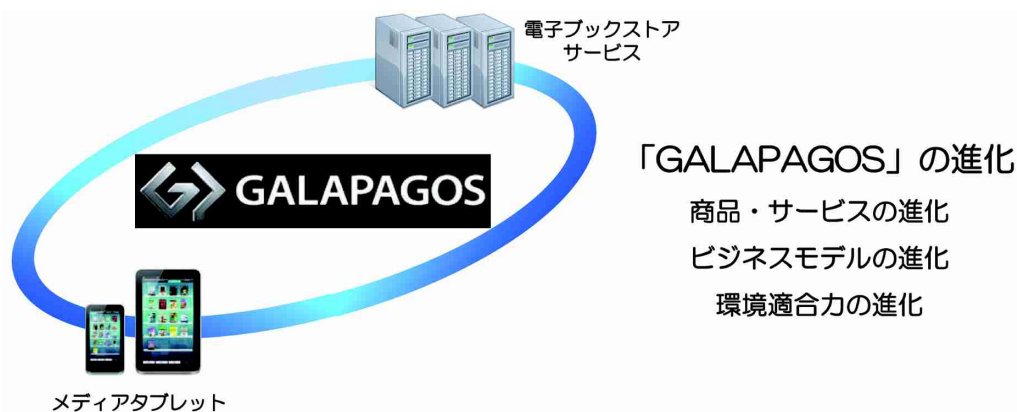 電子ブックストア
サービス
GALAPAGOS
「GALAPAGOS」の進化
商品・サービスの進化
ビジネスモデルの進化
環境適合力の進化
メディアタブレット